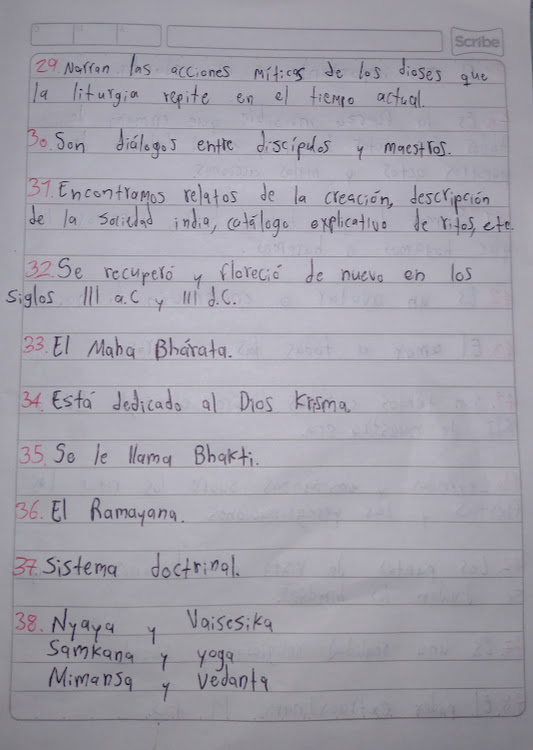 Scribe
29. Narran las acciones míticas de los dioses que
la liturgia repite en el tiempo actual.
30. Son diálogos entre discípulos y maestros.
31. Encontramos relatos de la creación, descripción
de la sociedad india, catálogo explicativo de ritos, etc.
32. Se recuperó y floreció de nuevo en los
siglos III a.C y III d.C.
33. El Maha Bhárata.
34. Está dedicado al Dios Krisma.
35. Se le llama Bhakti.
36. El Ramayana.
37. Sistema doctrinal.
38. Nyaya y Vaisesika
Samkana y yoga
Mimansa y vedanta